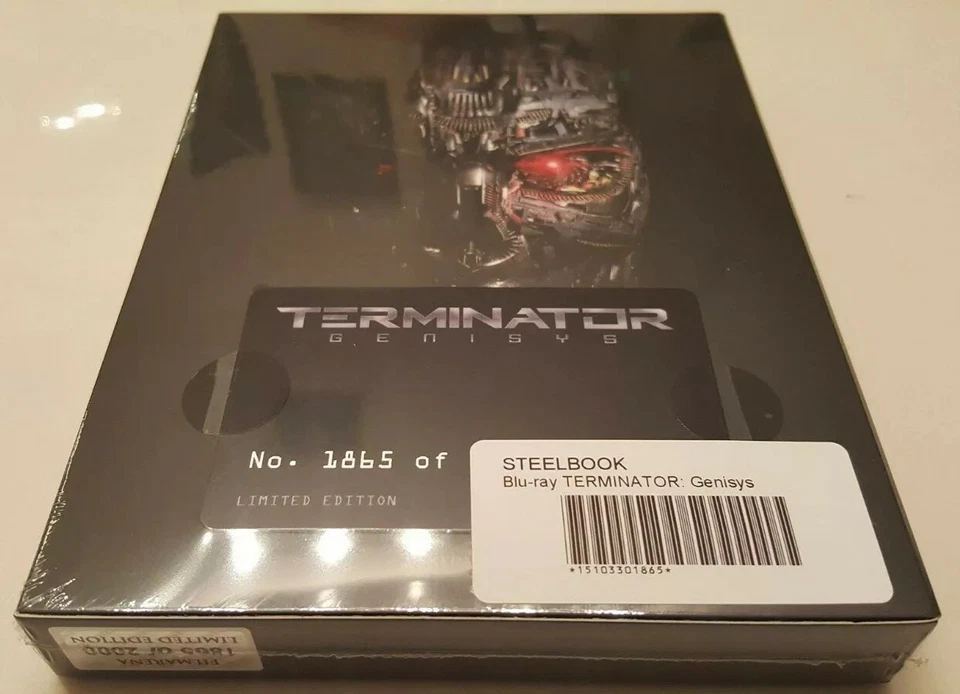 TERMINATOR
GENISYS
No. 1865 of
LIMITED EDITION
STEELBOOK
Blu-ray TERMINATOR: Genisys
*15103301865*
FILMARENA
1865 of 2000
LIMITED EDITION